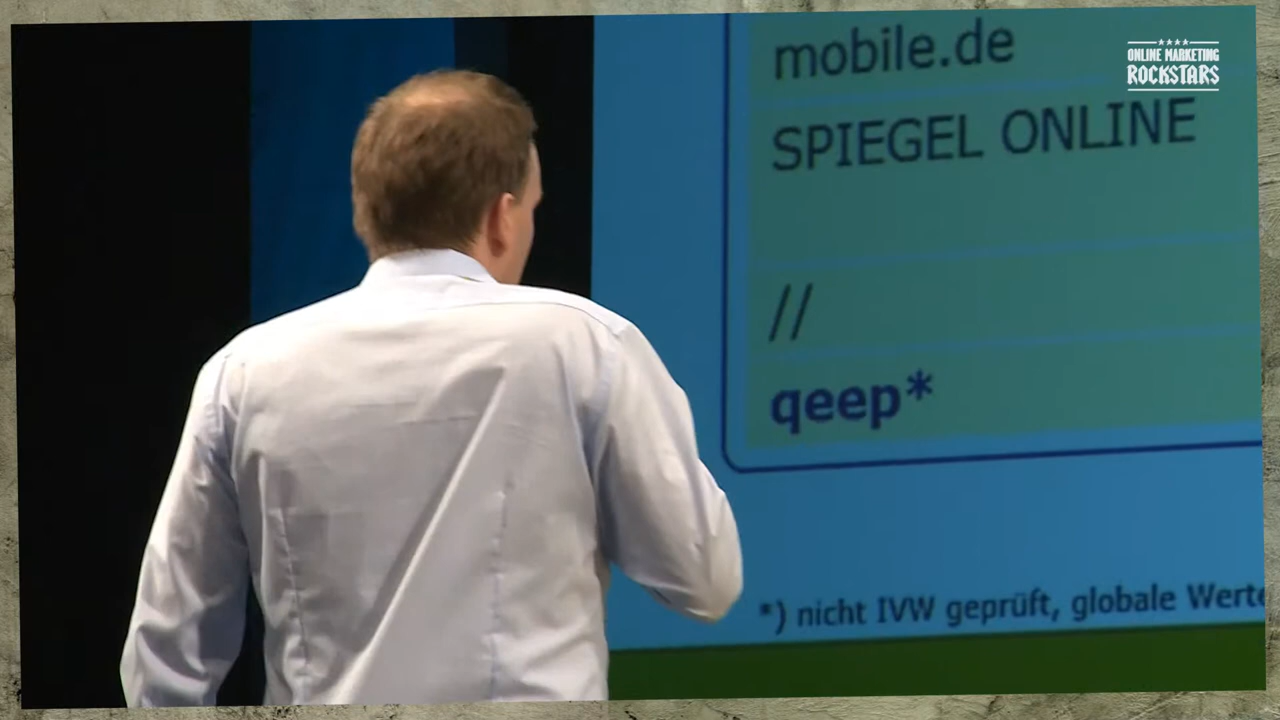 mobile.de
ONLINE MARKETING
ROCKSTARS
SPIEGEL ONLINE
//
qeep*
*) nicht IVW geprüft, globale Werte